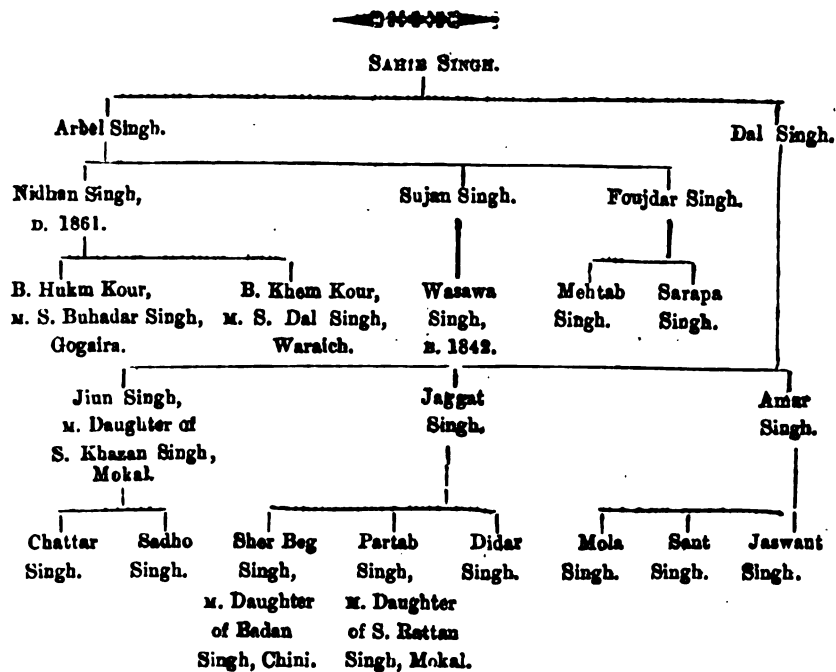 SAHIB SINGH.
Arbel Singh. Dal Singh.
Nidhan Singh, Sujan Singh. Foujdar Singh.
D. 1861.
B. Hukm Kour, B. Khem Kour, Wasawa Mehtab Sarapa
M. S. Buhadar Singh, M. S. Dal Singh, Singh, Singh. Singh.
Gogaira. Waraich. B. 1842.
Jiun Singh, Jaggat Amar
M. Daughter of Singh. Singh.
S. Khazan Singh,
Mokal.
Chattar Sadho Sher Beg Partab Didar Mola Sant Jaswant
Singh. Singh. Singh, Singh, Singh. Singh. Singh. Singh.
M. Daughter M. Daughter
of Badan of S. Rattan
Singh, Chini. Singh, Mokal.